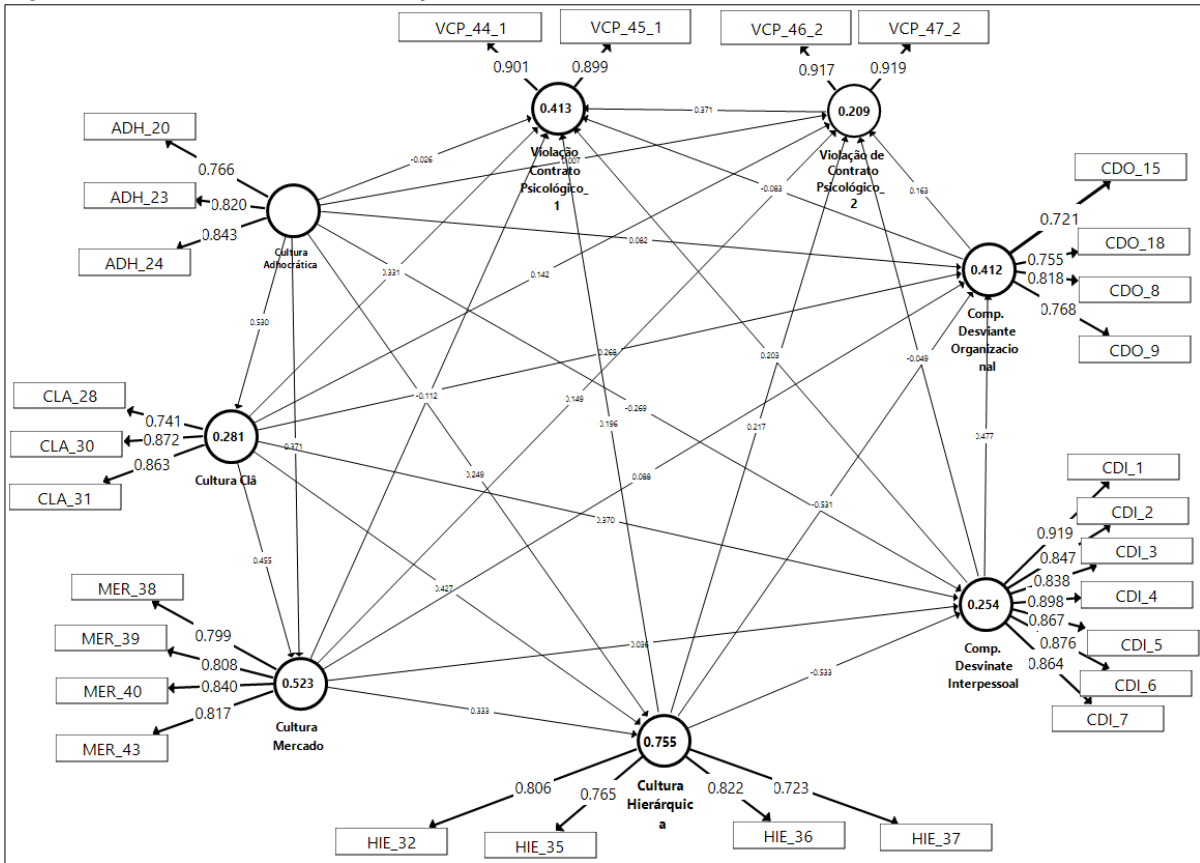 VCP_44_1
VCP_45_1
VCP_46_2
VCP_47_2
0.901
0.899
0.917
0.919
0.413
Violação
Contrato
Psicológico_
1
0.371
0.209
Violação de
Contrato
Psicológico_
2
ADH_20
ADH_23
ADH_24
0.766
0.820
0.843
Cultura
Adhocrática
-0.026
0.007
-0.083
0.163
0.082
CDO_15
CDO_18
CDO_8
CDO_9
0.721
0.755
0.818
0.768
0.412
Comp.
Desviante
Organizacio
nal
0.331
0.142
0.530
0.268
0.203
-0.049
-0.112
0.149
0.196
-0.269
0.217
0.477
CLA_28
CLA_30
CLA_31
0.741
0.872
0.863
0.281
Cultura Clã
0.371
0.249
0.088
-0.531
0.370
0.455
0.427
CDI_1
CDI_2
CDI_3
CDI_4
CDI_5
CDI_6
CDI_7
0.919
0.847
0.838
0.898
0.867
0.876
0.864
0.254
Comp.
Desvinate
Interpessoal
MER_38
MER_39
MER_40
MER_43
0.799
0.808
0.840
0.817
0.523
Cultura
Mercado
0.036
-0.533
0.333
0.755
Cultura
Hierárquic
a
0.806
0.765
0.822
0.723
HIE_32
HIE_35
HIE_36
HIE_37